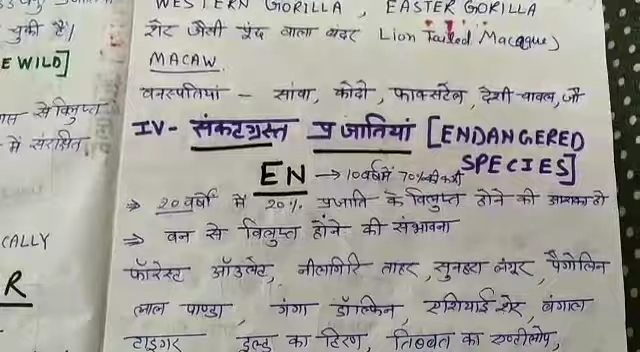 WESTERN GORILLA , EASTER GORILLA
चुकी है।
शेर जैसी पूंछ वाला बंदर Lion Tailed Macaque)
E WILD]
MACAW
वनस्पतियां - सांवा, कोदो, फाक्सटेल, देशी चावल, जौ
से विलुप्त
में संरक्षित
IV- संकटग्रस्त प्रजातियां [ENDANGERED SPECIES]
EN → 10 वर्ष में 70% की कमी
⇒ 20 वर्षों में 20% प्रजाति के विलुप्त होने की आशंका हो
⇒ वन से विलुप्त होंने की संभावना
CALLY
फॉरेस्ट ऑउलेट, नीलगिरि ताहर, सुनहरा लंगूर, पैंगोलिन
R
लाल पाण्डा , गंगा डॉल्फिन, एशियाई शेर, बंगाल
टाइगर का हिरण, तिब्बत का एण्टीलोप,